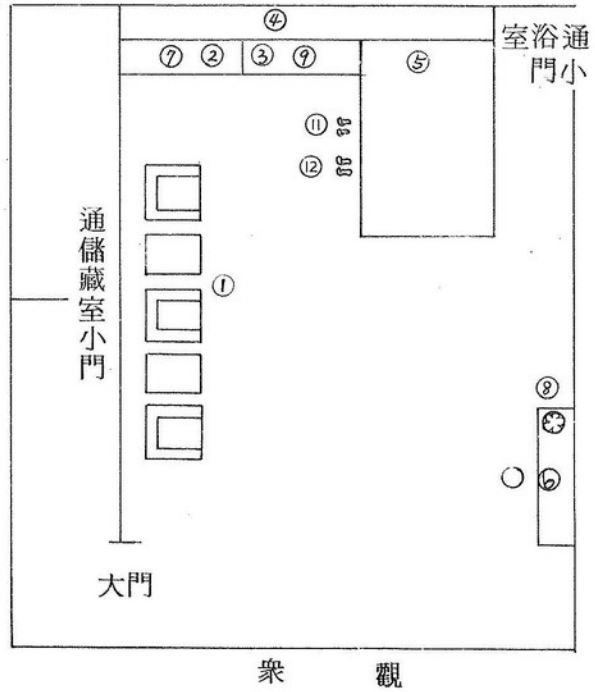 ④
⑦ ② ③ ⑨
⑤
通浴室
小門
⑪
⑫
通儲藏室小門
①
⑧
⑥
大門
觀衆